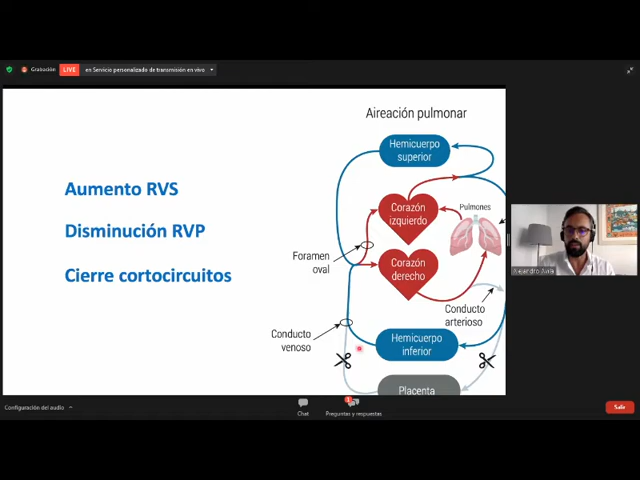 Grabación
LIVE
en Servicio personalizado de transmisión en vivo
Aireación pulmonar
Hemicuerpo
superior
Aumento RVS
Corazón
izquierdo
Pulmones
Disminución RVP
Foramen
oval
Corazón
derecho
Cierre cortocircuitos
Conducto
arterioso
Conducto
venoso
Hemicuerpo
inferior
Placenta
Configuración del audio
Chat
1
Preguntas y respuestas
Salir